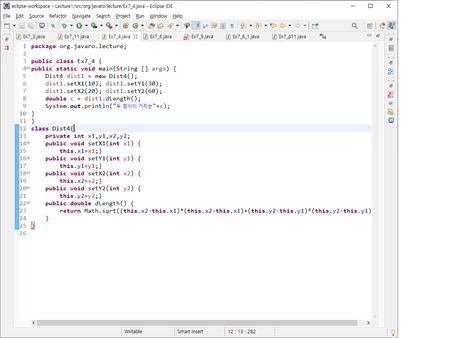 eclipse-workspace - Lecture1/src/org/javaro/lecture/Ex7_4.java - Eclipse IDE
File Edit Source Refactor Navigate Search Project Run Window Help
Ex7_3.java Ex7_11.java Ex7_4.java Ex7_8.java Ex7_9.java Ex7_6_1.java Ex7_p11.java
1 package org.javaro.lecture;
2
3 public class Ex7_4 {
4 public static void main(String [] args) {
5 Dist4 dist1 = new Dist4();
6 dist1.setX1(10); dist1.setY1(30);
7 dist1.setX2(20); dist1.setY2(60);
8 double c = dist1.dLength();
9 System.out.println("두 점사이 거리는"+c);
10 }
11 }
12 class Dist4{
13 private int x1,y1,x2,y2;
14 public void setX1(int x1) {
15 this.x1=x1;}
16 public void setY1(int y1) {
17 this.y1=y1;}
18 public void setX2(int x2) {
19 this.x2=x2;}
20 public void setY2(int y2) {
21 this.y2=y2;}
22 public double dLength() {
23 return Math.sqrt((this.x2-this.x1)*(this.x2-this.x1)+(this.y2-this.y1)*(this.y2-this.y1)
24 }
25 }
26
Writable Smart Insert 12 : 13 : 282